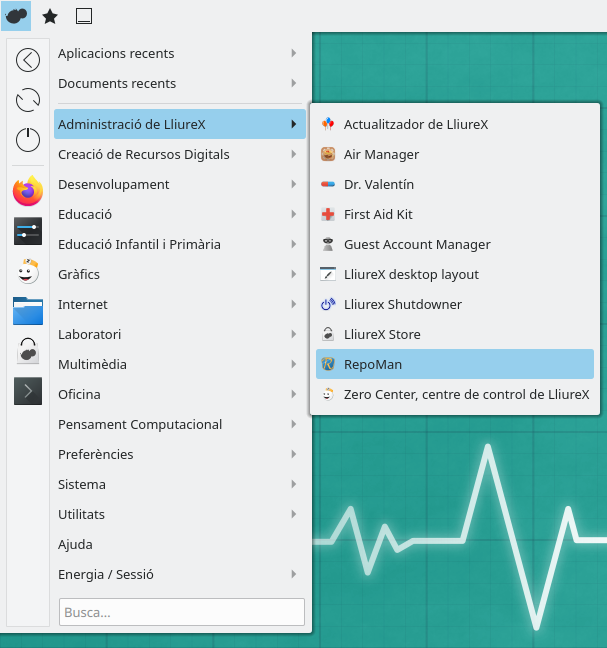 Aplicacions recents
Documents recents
Administració de LliureX
Creació de Recursos Digitals
Desenvolupament
Educació
Educació Infantil i Primària
Gràfics
Internet
Laboratori
Multimèdia
Oficina
Pensament Computacional
Preferències
Sistema
Utilitats
Ajuda
Energia / Sessió
Busca...
Actualitzador de LliureX
Air Manager
Dr. Valentín
First Aid Kit
Guest Account Manager
LliureX desktop layout
Lliurex Shutdowner
LliureX Store
RepoMan
Zero Center, centre de control de LliureX